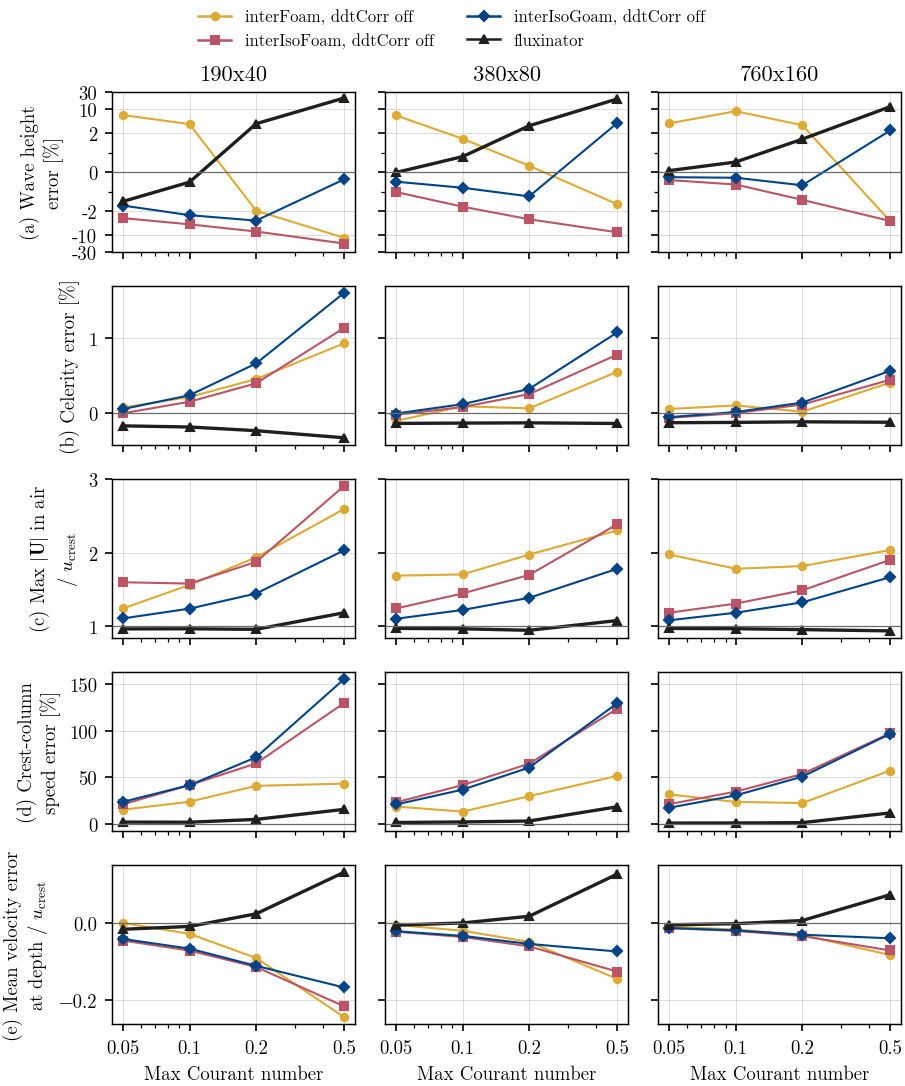 interFoam, ddtCorr off
interIsoFoam, ddtCorr off
interIsoGoam, ddtCorr off
fluxinator
190x40
380x80
760x160
(a) Wave height
error [%]
30
10
2
0
-2
-10
-30
(b) Celerity error [%]
1
0
(c) Max |U| in air
/ u_crest
3
2
1
(d) Crest-column
speed error [%]
150
100
50
0
(e) Mean velocity error
at depth / u_crest
0.0
−0.2
0.05 0.1 0.2 0.5
0.05 0.1 0.2 0.5
0.05 0.1 0.2 0.5
Max Courant number
Max Courant number
Max Courant number